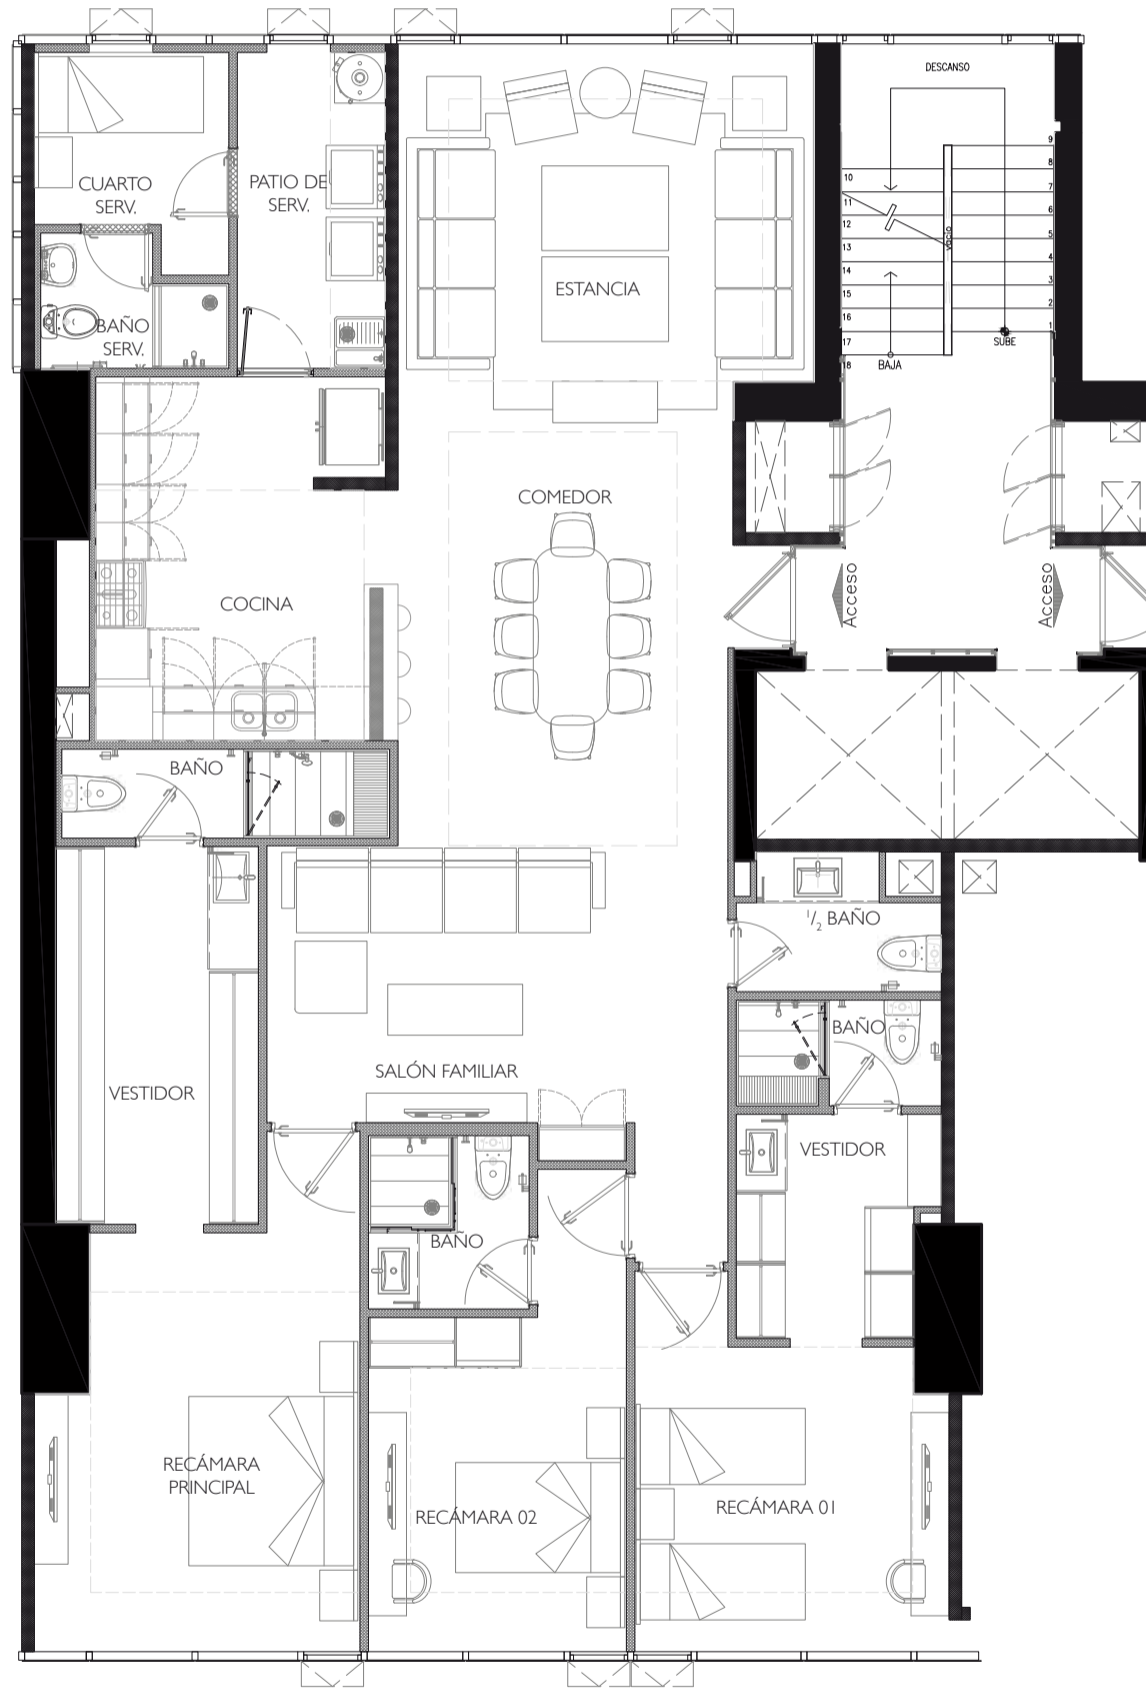 DESCANSO
9
8
7
6
5
4
3
2
1
10
11
12
13
14
15
16
17
18
vacio
SUBE
BAJA
CUARTO
SERV.
PATIO DE
SERV.
BAÑO
SERV.
ESTANCIA
COMEDOR
COCINA
Acceso
Acceso
BAÑO
1/2 BAÑO
BAÑO
SALÓN FAMILIAR
VESTIDOR
VESTIDOR
BAÑO
RECÁMARA
PRINCIPAL
RECÁMARA 02
RECÁMARA 01